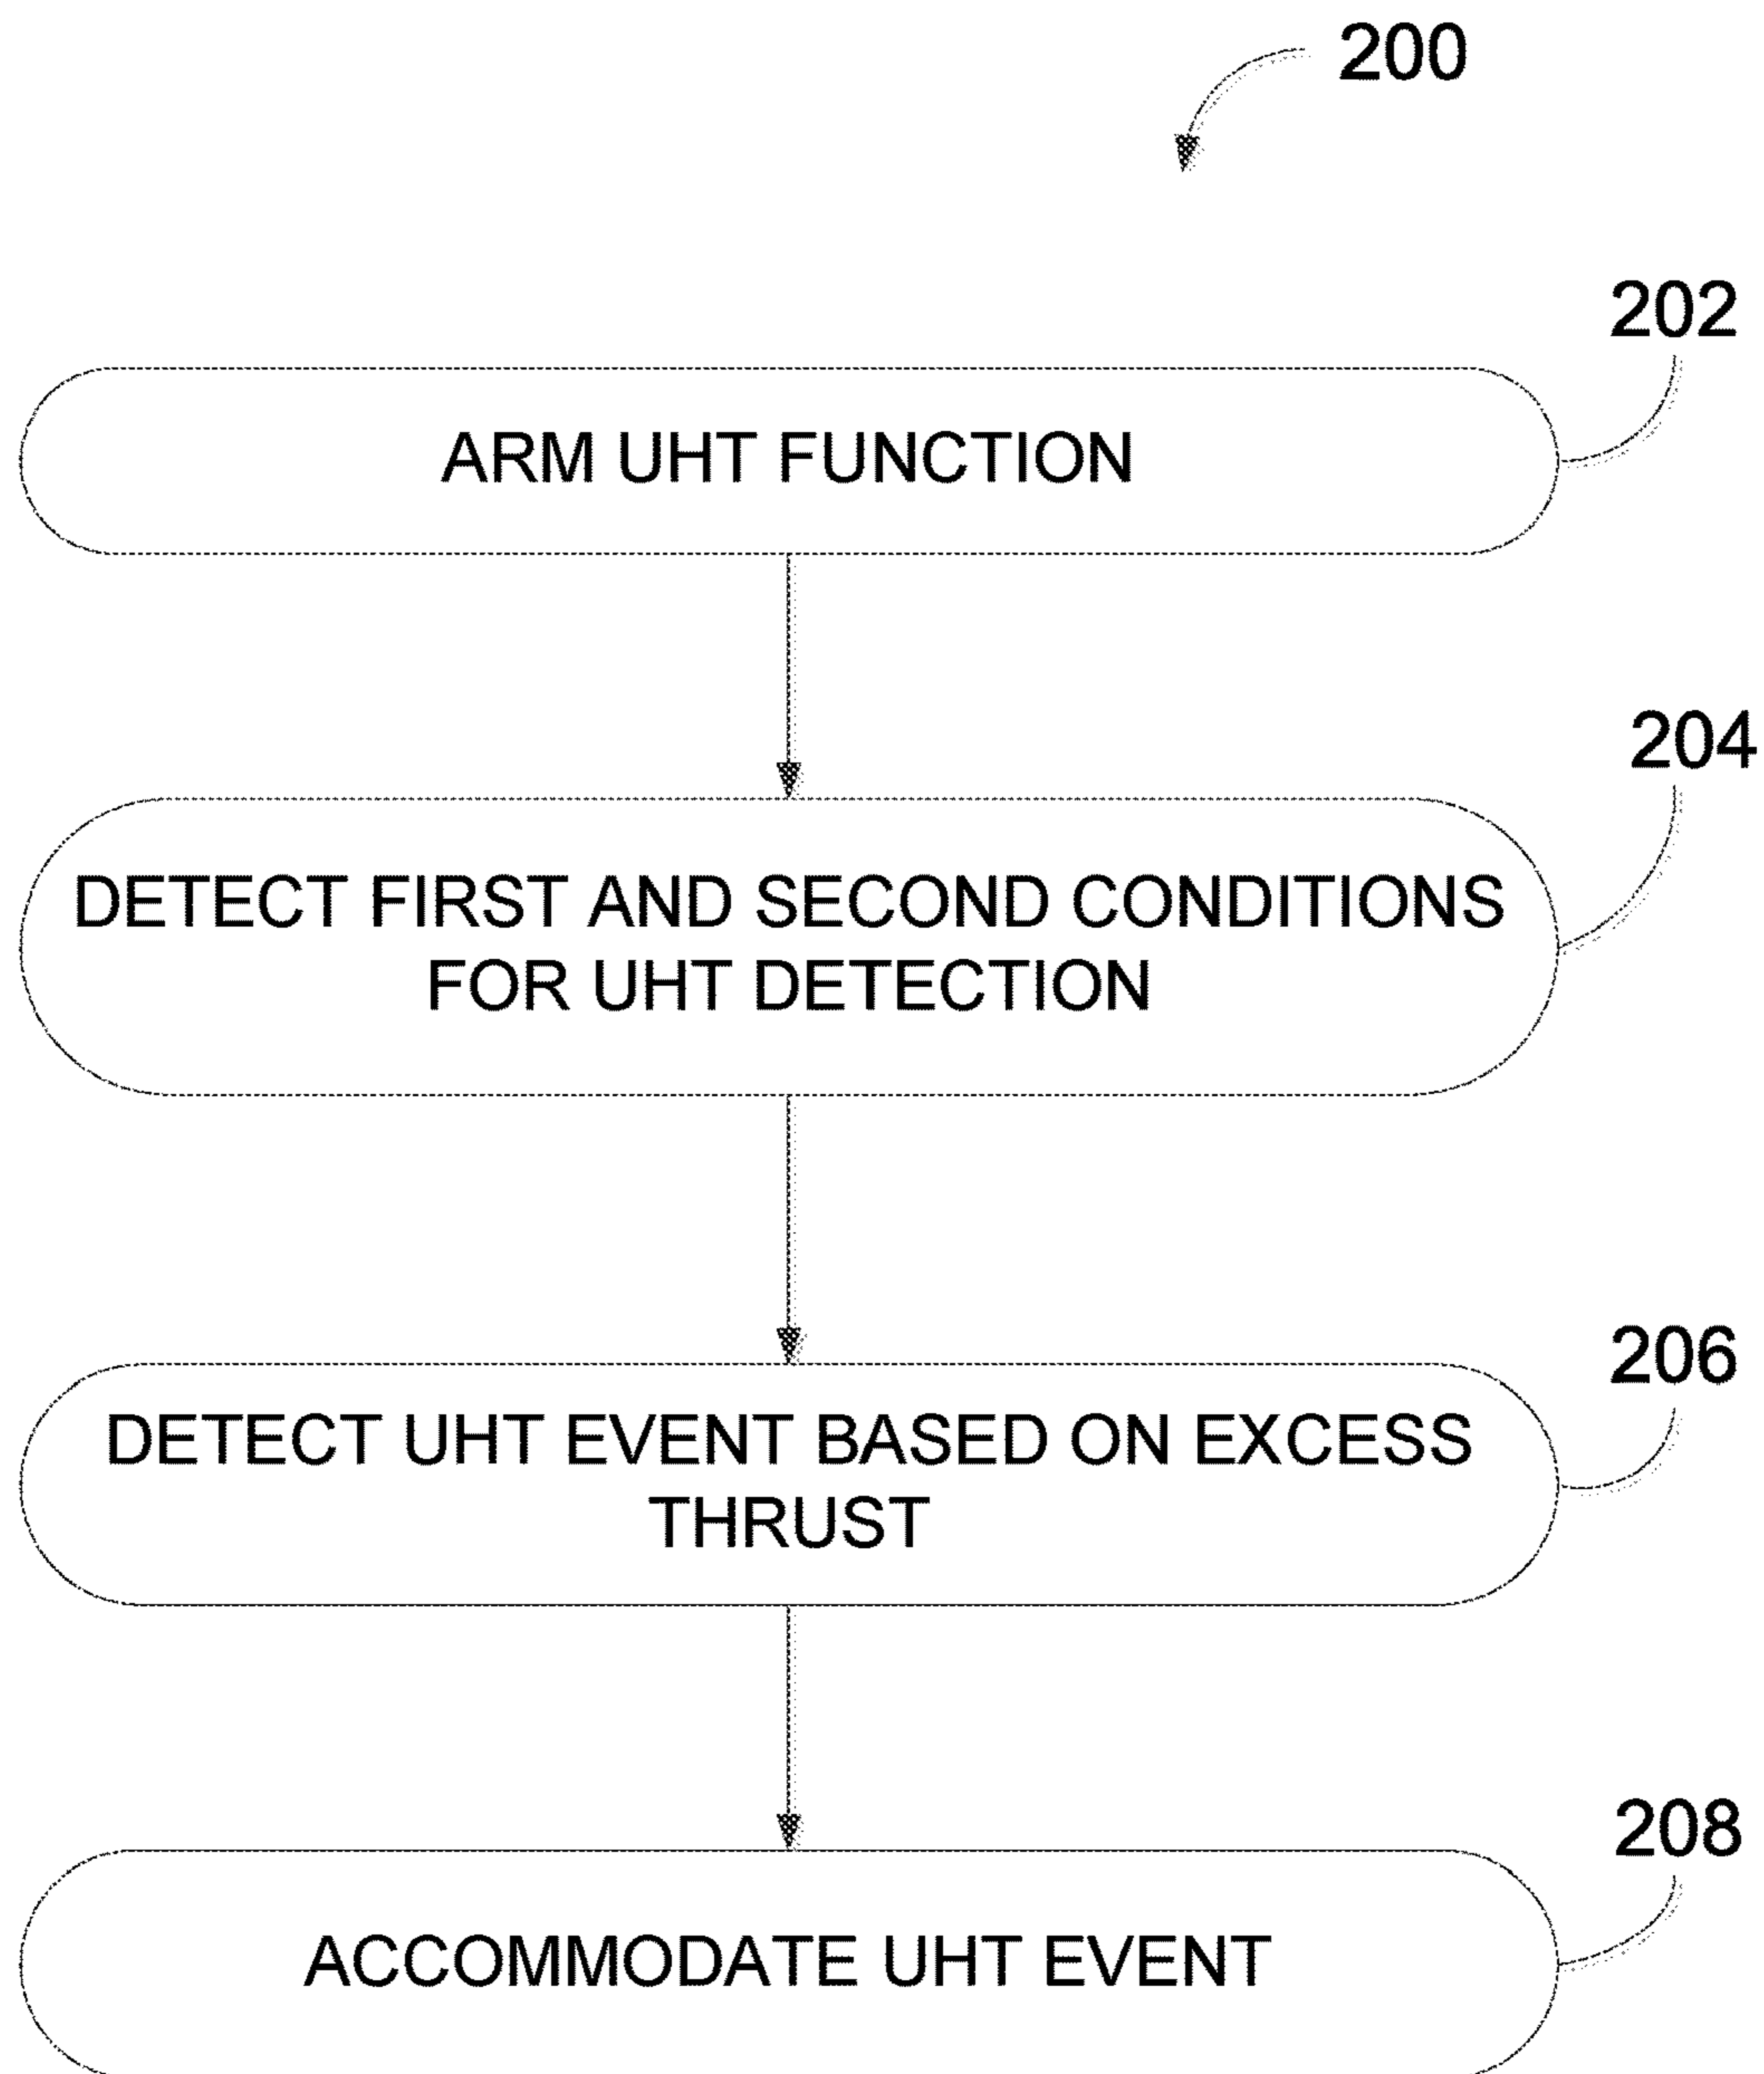 200
202
ARM UHT FUNCTION
204
DETECT FIRST AND SECOND CONDITIONS
FOR UHT DETECTION
206
DETECT UHT EVENT BASED ON EXCESS
THRUST
208
ACCOMMODATE UHT EVENT